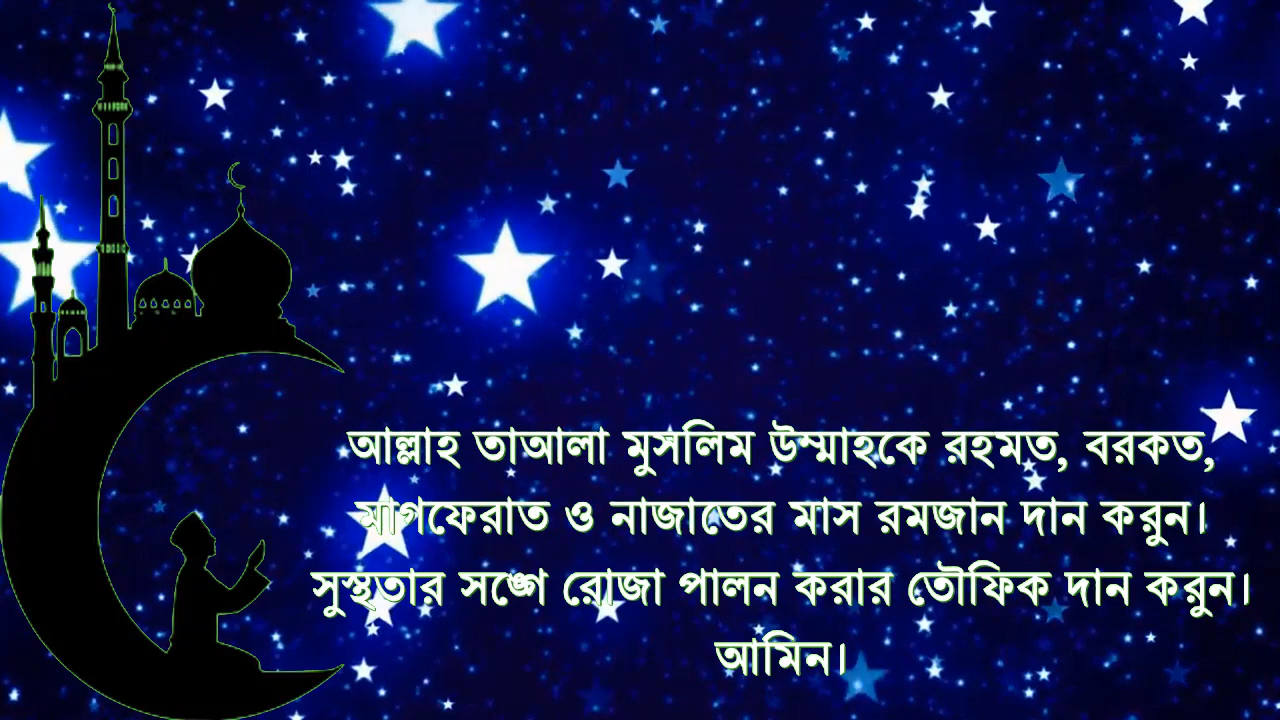 আল্লাহ তাআলা মুসলিম উম্মাহকে রহমত, বরকত,
মাগফেরাত ও নাজাতের মাস রমজান দান করুন।
সুস্থতার সঙ্গে রোজা পালন করার তৌফিক দান করুন।
আমিন।